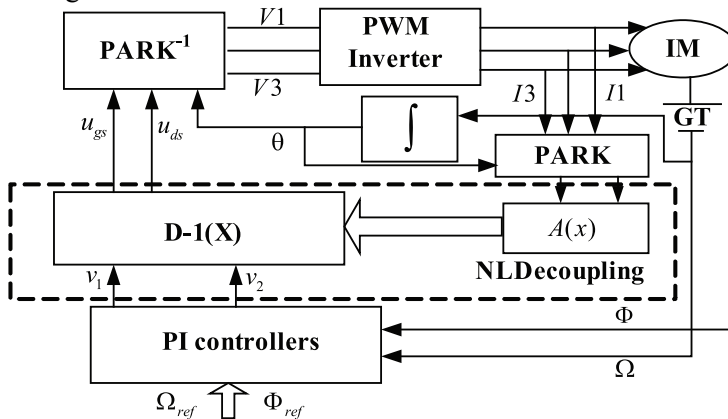 PARK⁻¹
V1
V3
PWM
Inverter
IM
I3
I1
GT
u_gs
u_ds
θ
∫
PARK
D-1(X)
A(x)
NLDecoupling
v₁
v₂
PI controllers
Φ
Ω
Ω_ref
Φ_ref